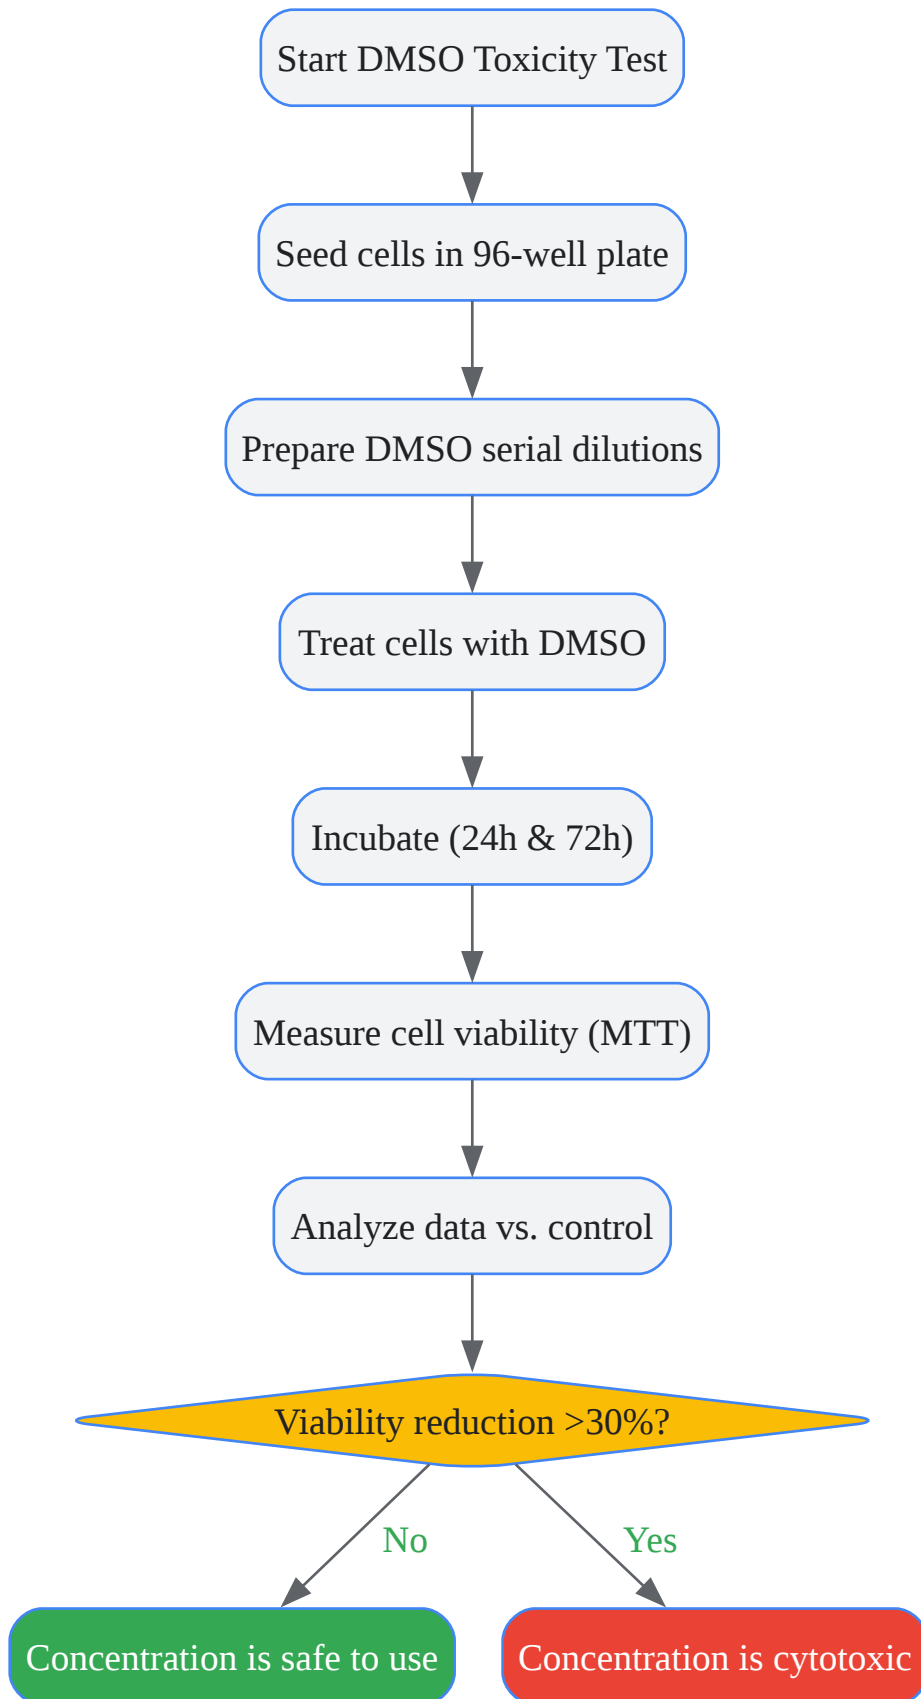 Start DMSO Toxicity Test
Seed cells in 96-well plate
Prepare DMSO serial dilutions
Treat cells with DMSO
Incubate (24h & 72h)
Measure cell viability (MTT)
Analyze data vs. control
Viability reduction >30%?
No
Yes
Concentration is safe to use
Concentration is cytotoxic